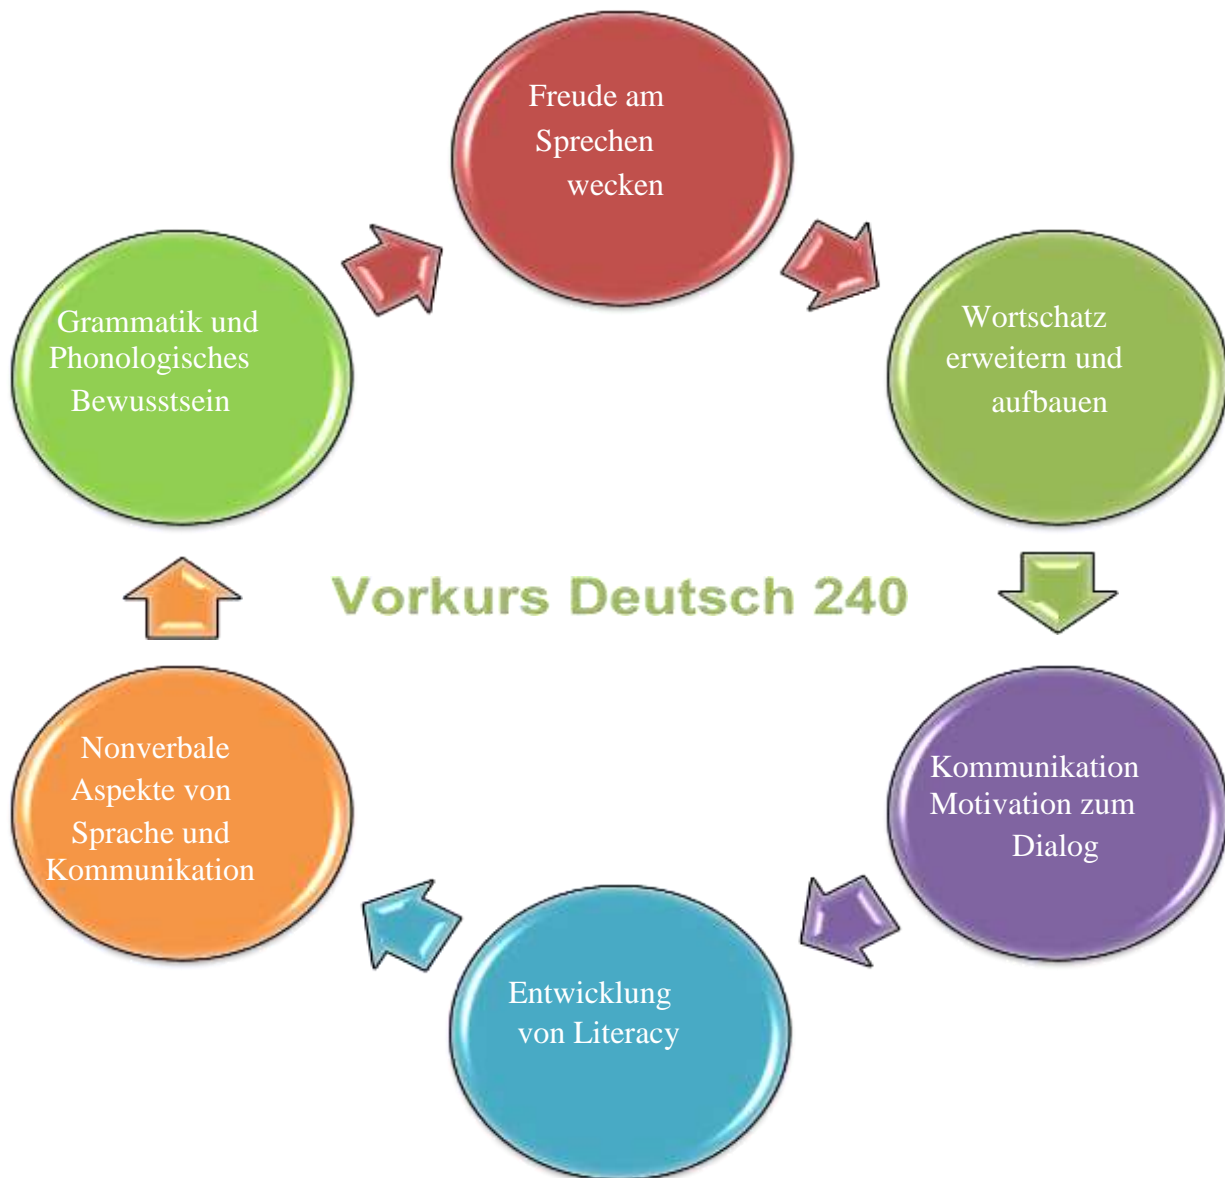 Freude am
Sprechen
wecken
Wortschatz
erweitern und
aufbauen
Kommunikation
Motivation zum
Dialog
Entwicklung
von Literacy
Nonverbale
Aspekte von
Sprache und
Kommunikation
Grammatik und
Phonologisches
Bewusstsein
Vorkurs Deutsch 240